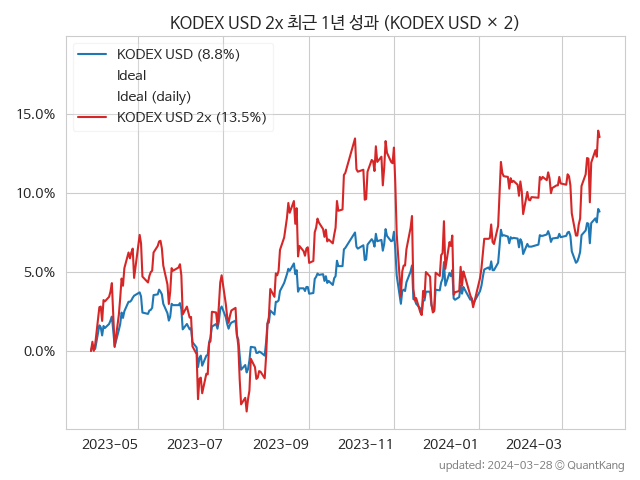 KODEX USD 2x 최근 1년 성과 (KODEX USD × 2)
KODEX USD (8.8%)
Ideal
Ideal (daily)
KODEX USD 2x (13.5%)
15.0%
10.0%
5.0%
0.0%
2023-05 2023-07 2023-09 2023-11 2024-01 2024-03
updated: 2024-03-28 © QuantKang